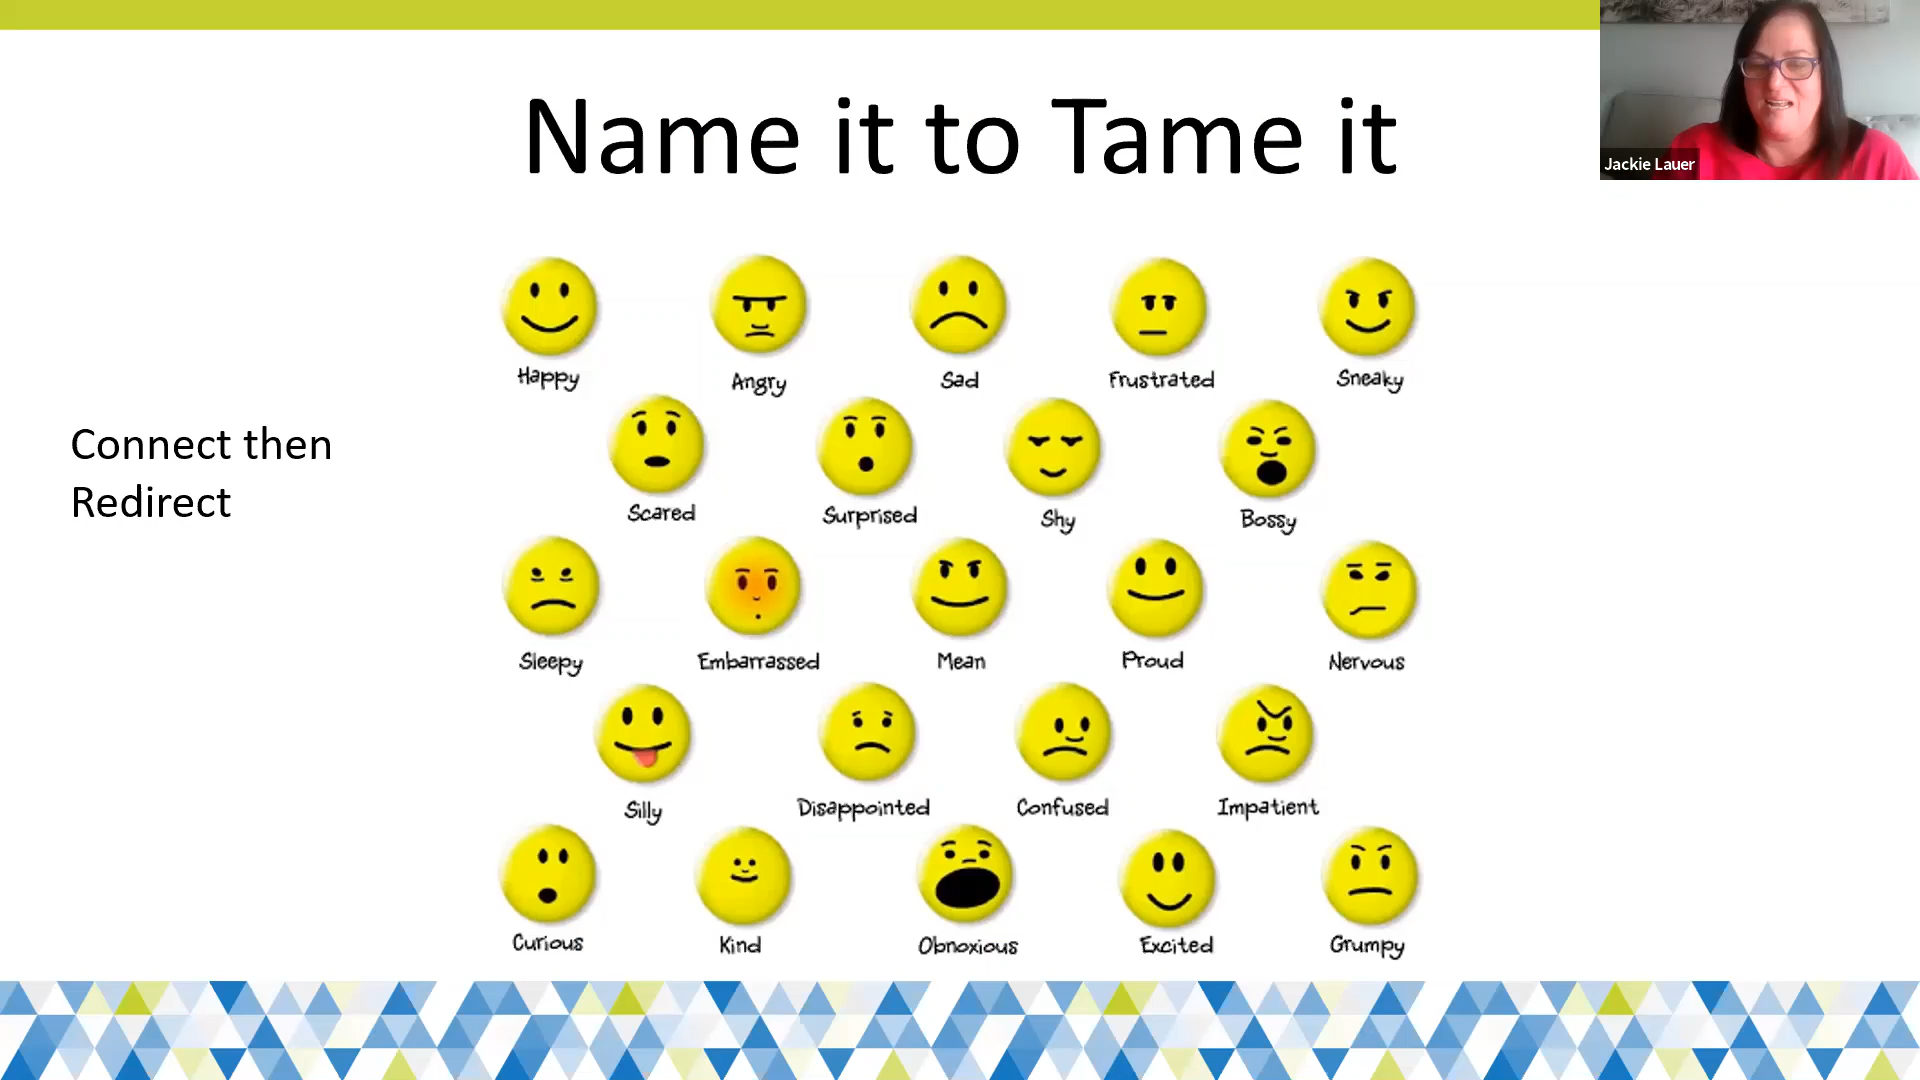 Name it to Tame it
Jackie Lauer
Happy Angry Sad Frustrated Sneaky
Connect then
Redirect
Scared Surprised Shy Bossy
Sleepy Embarrassed Mean Proud Nervous
Silly Disappointed Confused Impatient
Curious Kind Obnoxious Excited Grumpy